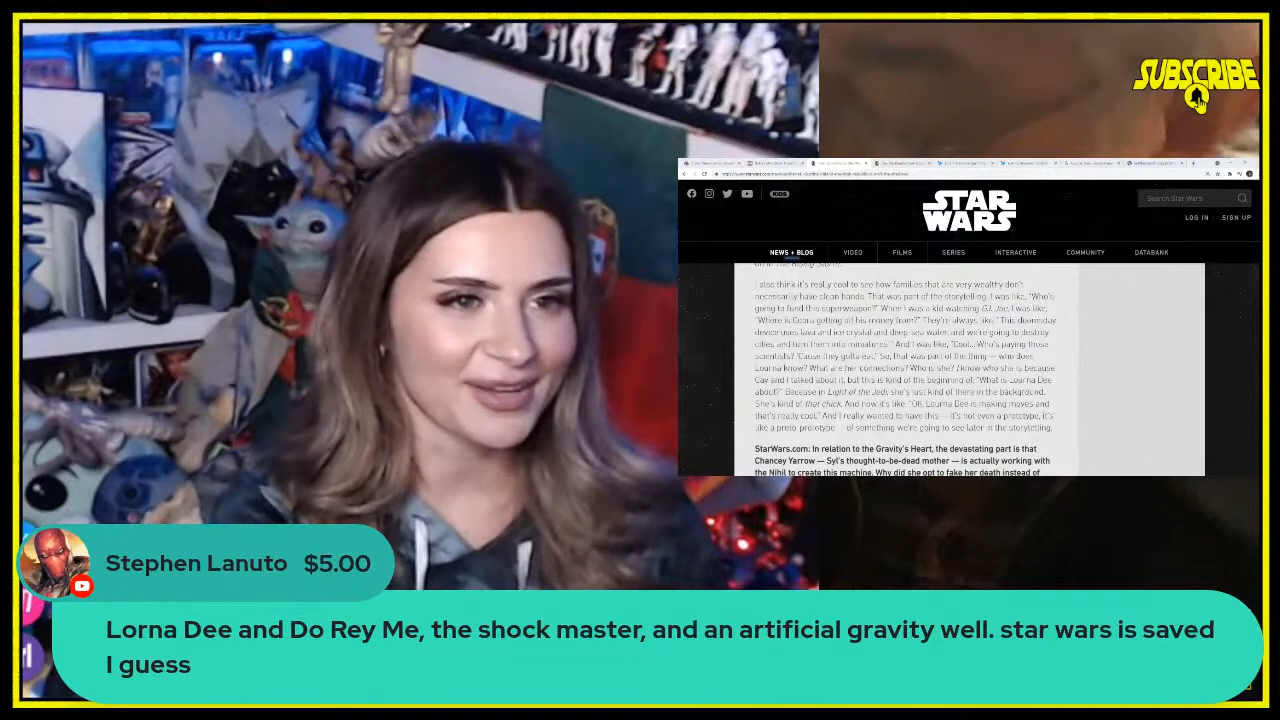 SUBSCRIBE
KIDS
STAR
WARS
Search Star Wars
LOG IN
SIGN UP
NEWS + BLOG
VIDEO
FILMS
SERIES
INTERACTIVE
COMMUNITY
DATABANK
I also think it's really cool to see how families that are very wealthy don't
necessarily have clean hands. That was part of the storytelling. I was like, "Who's
going to fund this superweapon?" When I was a kid watching G.I. Joe, I was like,
"Where is Cobra getting all his money from?" They're always like, "This doomsday
device uses lava and ice crystal and deep-sea water, and we're going to destroy
cities and turn them into miniatures." And I was like, "Cool... Who's paying those
scientists? 'Cause they gotta eat." So, that was part of the thing — who does
Lourna know? What are her connections? Who is she? I know who she is because
Cav and I talked about it, but this is kind of the beginning of, "What is Lourna Dee
about?" Because in Light of the Jedi, she's just kind of there in the background.
She's kind of that chick. And now it's like, "Oh, Lourna Dee is making moves and
that's really cool." And I really wanted to have this — it's not even a prototype, it's
like a proto-prototype — of something we're going to see later in the storytelling.
StarWars.com: In relation to the Gravity's Heart, the devastating part is that
Chancey Yarrow — Syl's thought-to-be-dead mother — is actually working with
the Nihil to create this machine. Why did she opt to fake her death instead of
Stephen Lanuto $5.00
Lorna Dee and Do Rey Me, the shock master, and an artificial gravity well. star wars is saved
I guess